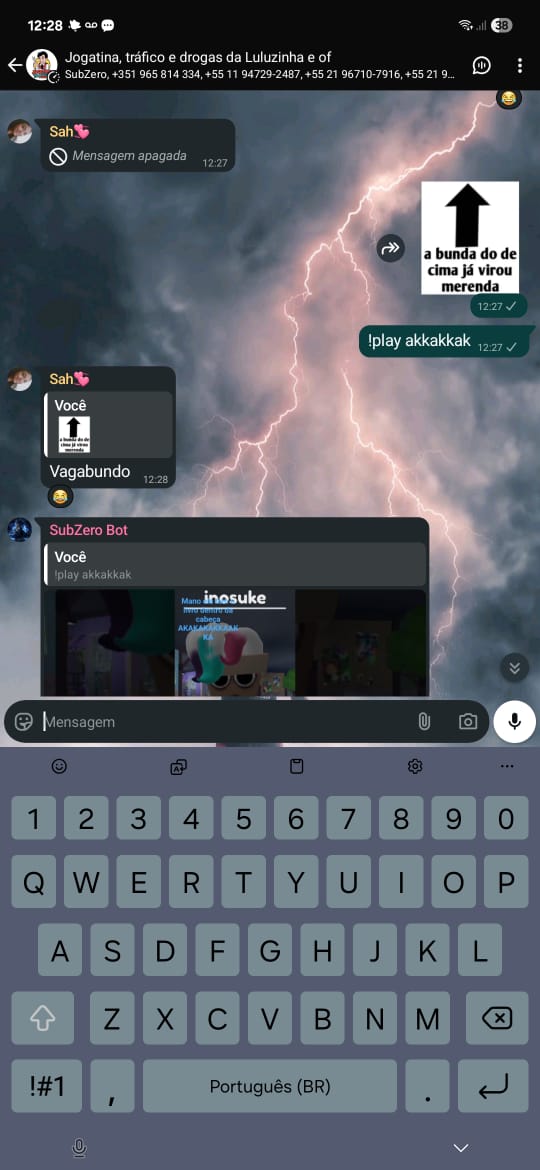 12:28
38
Jogatina, tráfico e drogas da Luluzinha e of
SubZero, +351 965 814 334, +55 11 94729-2487, +55 21 96710-7916, +55 21 9...
Sah💞
Mensagem apagada
12:27
a bunda do de
cima já virou
merenda
12:27
!play akkakkak
12:27
Sah💞
Você
a bunda do de
cima já virou
merenda
Vagabundo
12:28
SubZero Bot
Você
!play akkakkak
inosuke
Mano
livro dentro da
cabeça
Mensagem
1 2 3 4 5 6 7 8 9 0
Q W E R T Y U I O P
A S D F G H J K L
Z X C V B N M
!#1 , Português (BR) .